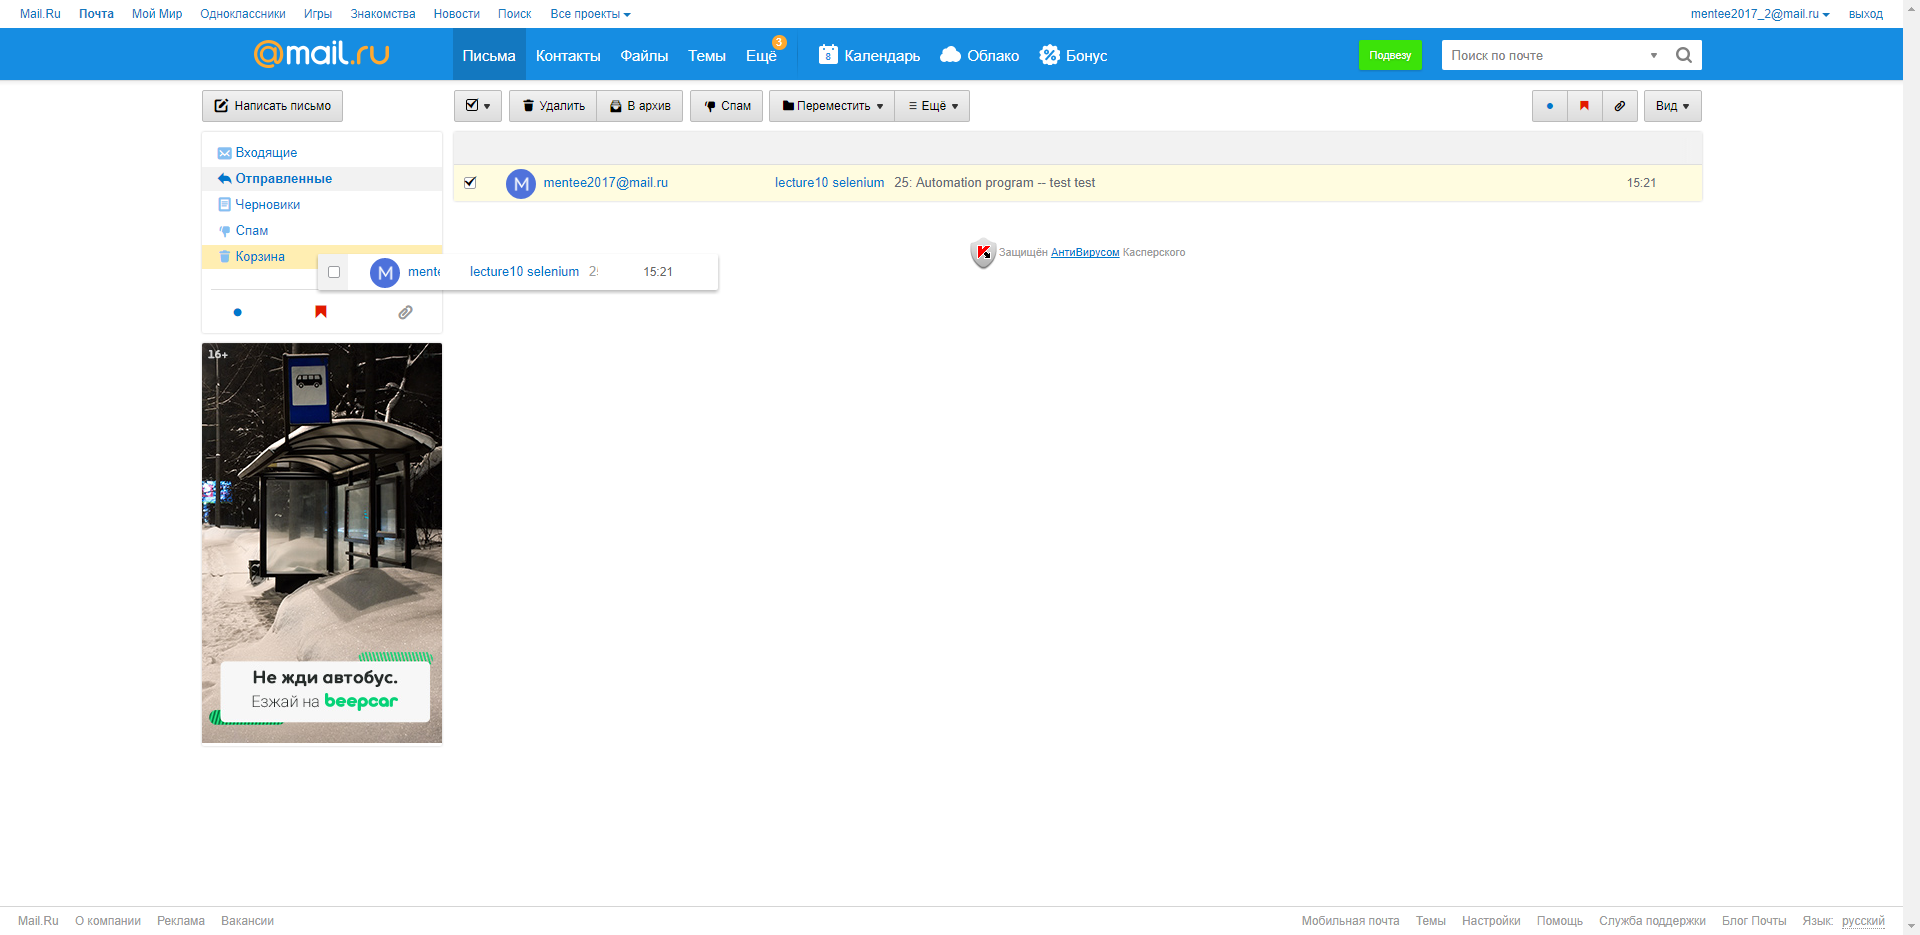 Mail.Ru Почта Мой Мир Одноклассники Игры Знакомства Новости Поиск Все проекты mentee2017_2@mail.ru выход
@mail.ru Письма Контакты Файлы Темы Ещё 3 8 Календарь Облако Бонус Подвезу Поиск по почте
Написать письмо Удалить В архив Спам Переместить Ещё Вид
Входящие
Отправленные
M mentee2017@mail.ru lecture10 selenium 25: Automation program -- test test 15:21
Черновики
Спам
Корзина
Защищён АнтиВирусом Касперского
M mente lecture10 selenium 25 15:21
16+
Не жди автобус.
Езжай на beepcar
Mail.Ru О компании Реклама Вакансии Мобильная почта Темы Настройки Помощь Служба поддержки Блог Почты Язык: русский